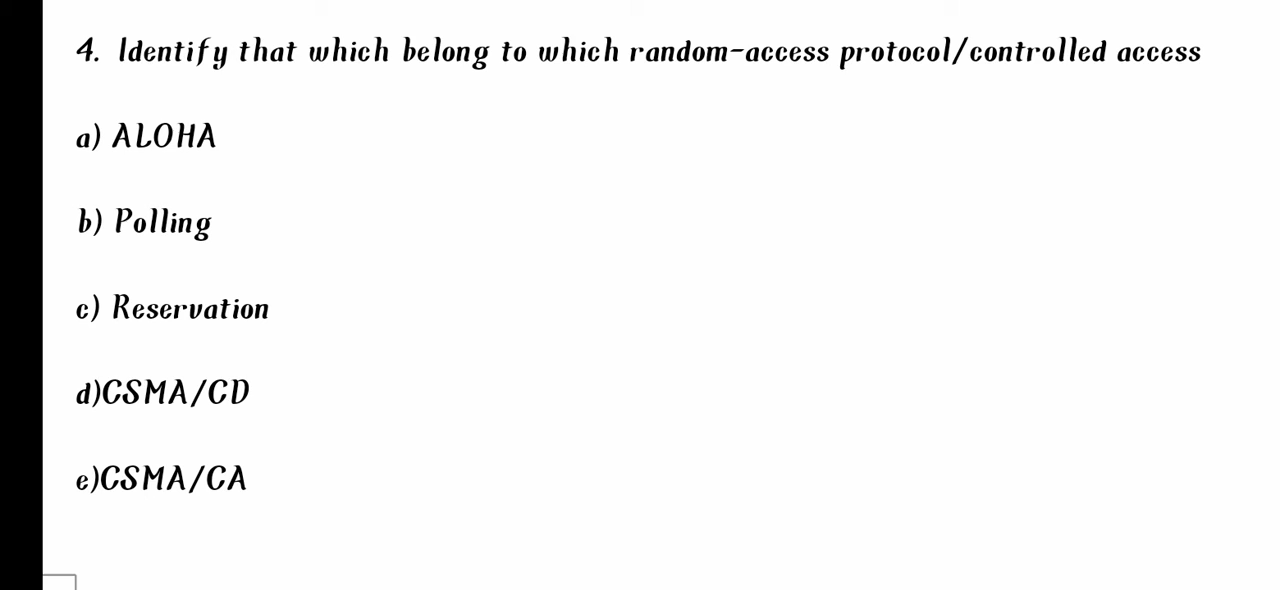 4. Identify that which belong to which random-access protocol/controlled access
a) ALOHA
b) Polling
c) Reservation
d)CSMA/CD
e)CSMA/CA